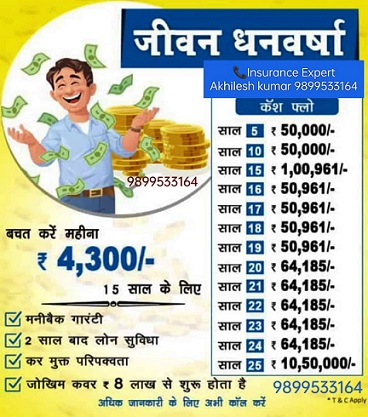 जीवन धनवर्षा
📞Insurance Expert
Akhilesh kumar 9899533164
कॅश फ्लो
साल 5 ₹ 50,000/-
साल 10 ₹ 50,000/-
साल 15 ₹ 1,00,961/-
साल 16 ₹ 50,961/-
साल 17 ₹ 50,961/-
साल 18 ₹ 50,961/-
साल 19 ₹ 50,961/-
साल 20 ₹ 64,185/-
साल 21 ₹ 64,185/-
साल 22 ₹ 64,185/-
साल 23 ₹ 64,185/-
साल 24 ₹ 64,185/-
साल 25 ₹ 10,50,000/-
9899533164
बचत करें महीना
₹ 4,300/-
15 साल के लिए
मनीबैक गारंटी
2 साल बाद लोन सुविधा
कर मुक्त परिपक्वता
जोखिम कवर ₹ 8 लाख से शुरू होता है
9899533164
अधिक जानकारी के लिए अभी कॉल करें
* T & C Apply